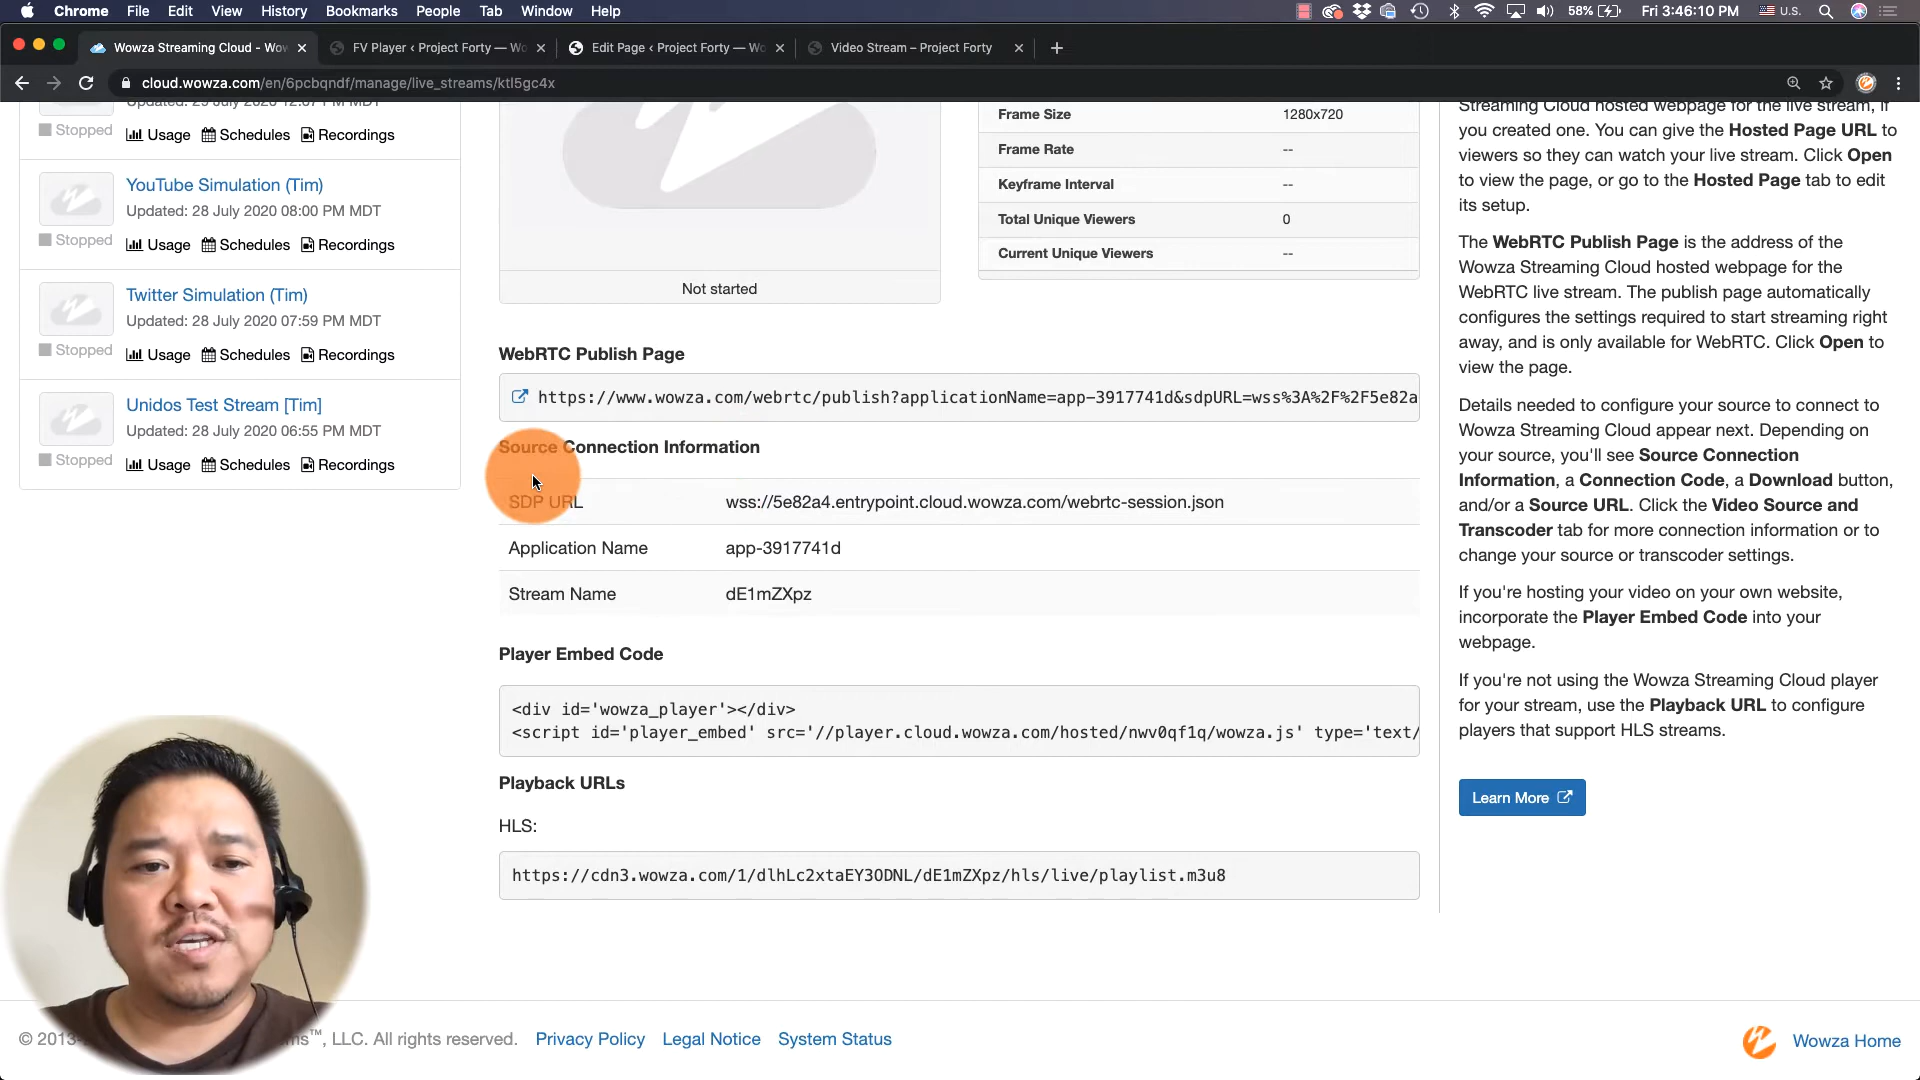 Chrome File Edit View History Bookmarks People Tab Window Help
58% Fri 3:46:10 PM U.S.
Wowza Streaming Cloud - Wow
FV Player ‹ Project Forty — Wo
Edit Page ‹ Project Forty — Wo
Video Stream – Project Forty
cloud.wowza.com/en/6pcbqndf/manage/live_streams/ktl5gc4x
Stopped
Usage Schedules Recordings
YouTube Simulation (Tim)
Updated: 28 July 2020 08:00 PM MDT
Stopped
Usage Schedules Recordings
Twitter Simulation (Tim)
Updated: 28 July 2020 07:59 PM MDT
Stopped
Usage Schedules Recordings
Unidos Test Stream [Tim]
Updated: 28 July 2020 06:55 PM MDT
Stopped
Usage Schedules Recordings
Not started
Frame Size 1280x720
Frame Rate --
Keyframe Interval --
Total Unique Viewers 0
Current Unique Viewers --
WebRTC Publish Page
https://www.wowza.com/webrtc/publish?applicationName=app-3917741d&sdpURL=wss%3A%2F%2F5e82a
Source Connection Information
SDP URL wss://5e82a4.entrypoint.cloud.wowza.com/webrtc-session.json
Application Name app-3917741d
Stream Name dE1mZXpz
Player Embed Code
<div id='wowza_player'></div>
<script id='player_embed' src='//player.cloud.wowza.com/hosted/nwv0qf1q/wowza.js' type='text/
Playback URLs
HLS:
https://cdn3.wowza.com/1/dlhLc2xtaEY3ODNL/dE1mZXpz/hls/live/playlist.m3u8
Streaming Cloud hosted webpage for the live stream, if
you created one. You can give the Hosted Page URL to
viewers so they can watch your live stream. Click Open
to view the page, or go to the Hosted Page tab to edit
its setup.
The WebRTC Publish Page is the address of the
Wowza Streaming Cloud hosted webpage for the
WebRTC live stream. The publish page automatically
configures the settings required to start streaming right
away, and is only available for WebRTC. Click Open to
view the page.
Details needed to configure your source to connect to
Wowza Streaming Cloud appear next. Depending on
your source, you'll see Source Connection
Information, a Connection Code, a Download button,
and/or a Source URL. Click the Video Source and
Transcoder tab for more connection information or to
change your source or transcoder settings.
If you're hosting your video on your own website,
incorporate the Player Embed Code into your
webpage.
If you're not using the Wowza Streaming Cloud player
for your stream, use the Playback URL to configure
players that support HLS streams.
Learn More
© 2013- ms™, LLC. All rights reserved. Privacy Policy Legal Notice System Status
Wowza Home